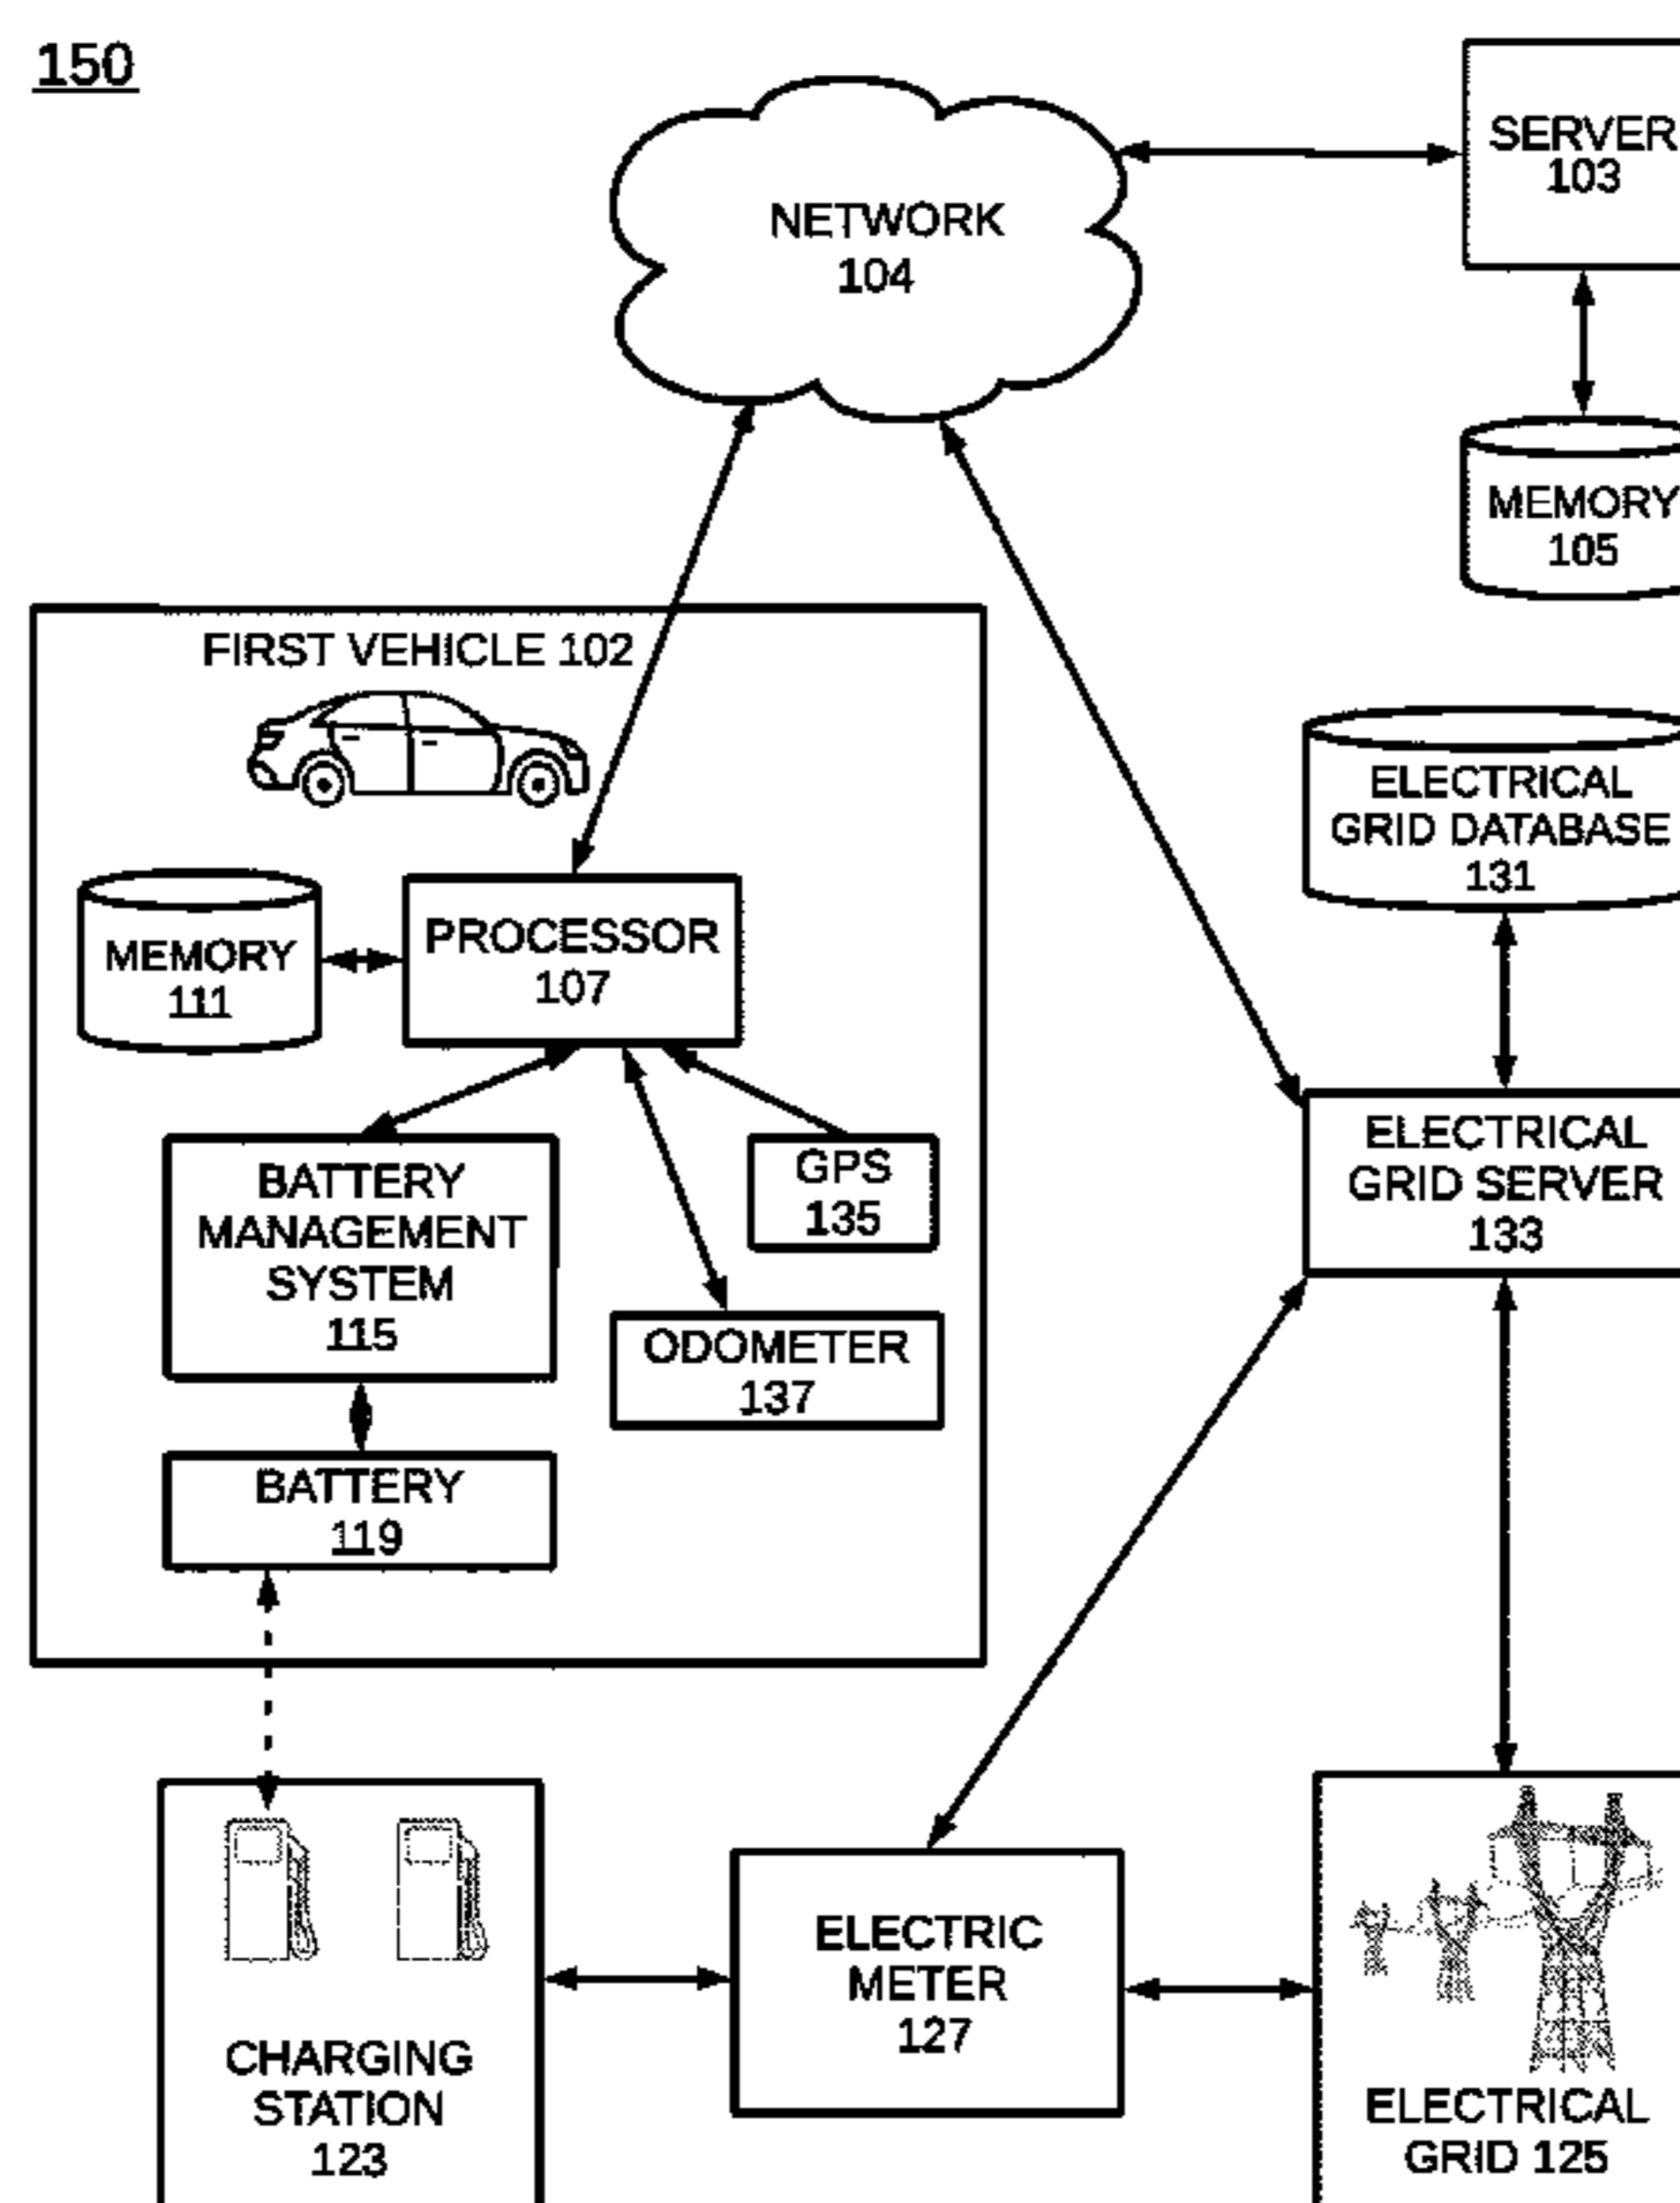 150
SERVER
103
NETWORK
104
MEMORY
105
FIRST VEHICLE 102
ELECTRICAL
GRID DATABASE
131
MEMORY
111
PROCESSOR
107
ELECTRICAL
GRID SERVER
133
BATTERY
MANAGEMENT
SYSTEM
115
GPS
135
ODOMETER
137
BATTERY
119
CHARGING
STATION
123
ELECTRIC
METER
127
ELECTRICAL
GRID 125